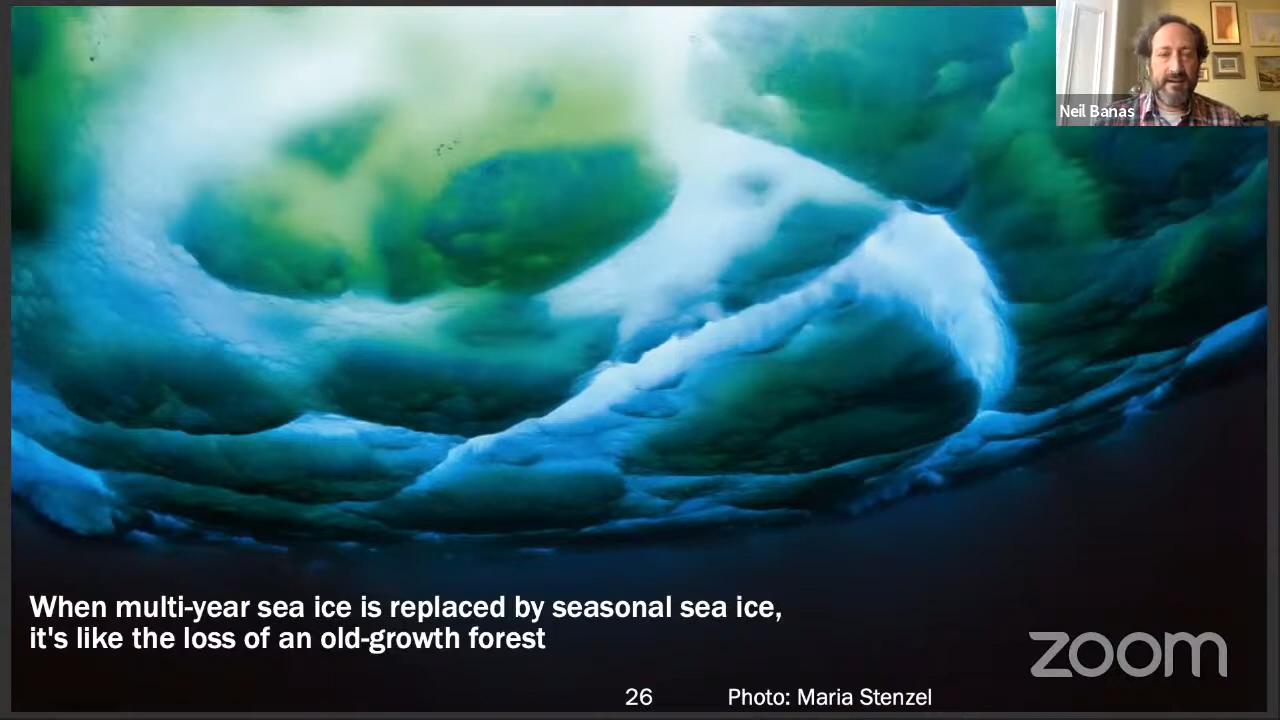 Neil Banas
When multi-year sea ice is replaced by seasonal sea ice,
it's like the loss of an old-growth forest
zoom
26
Photo: Maria Stenzel